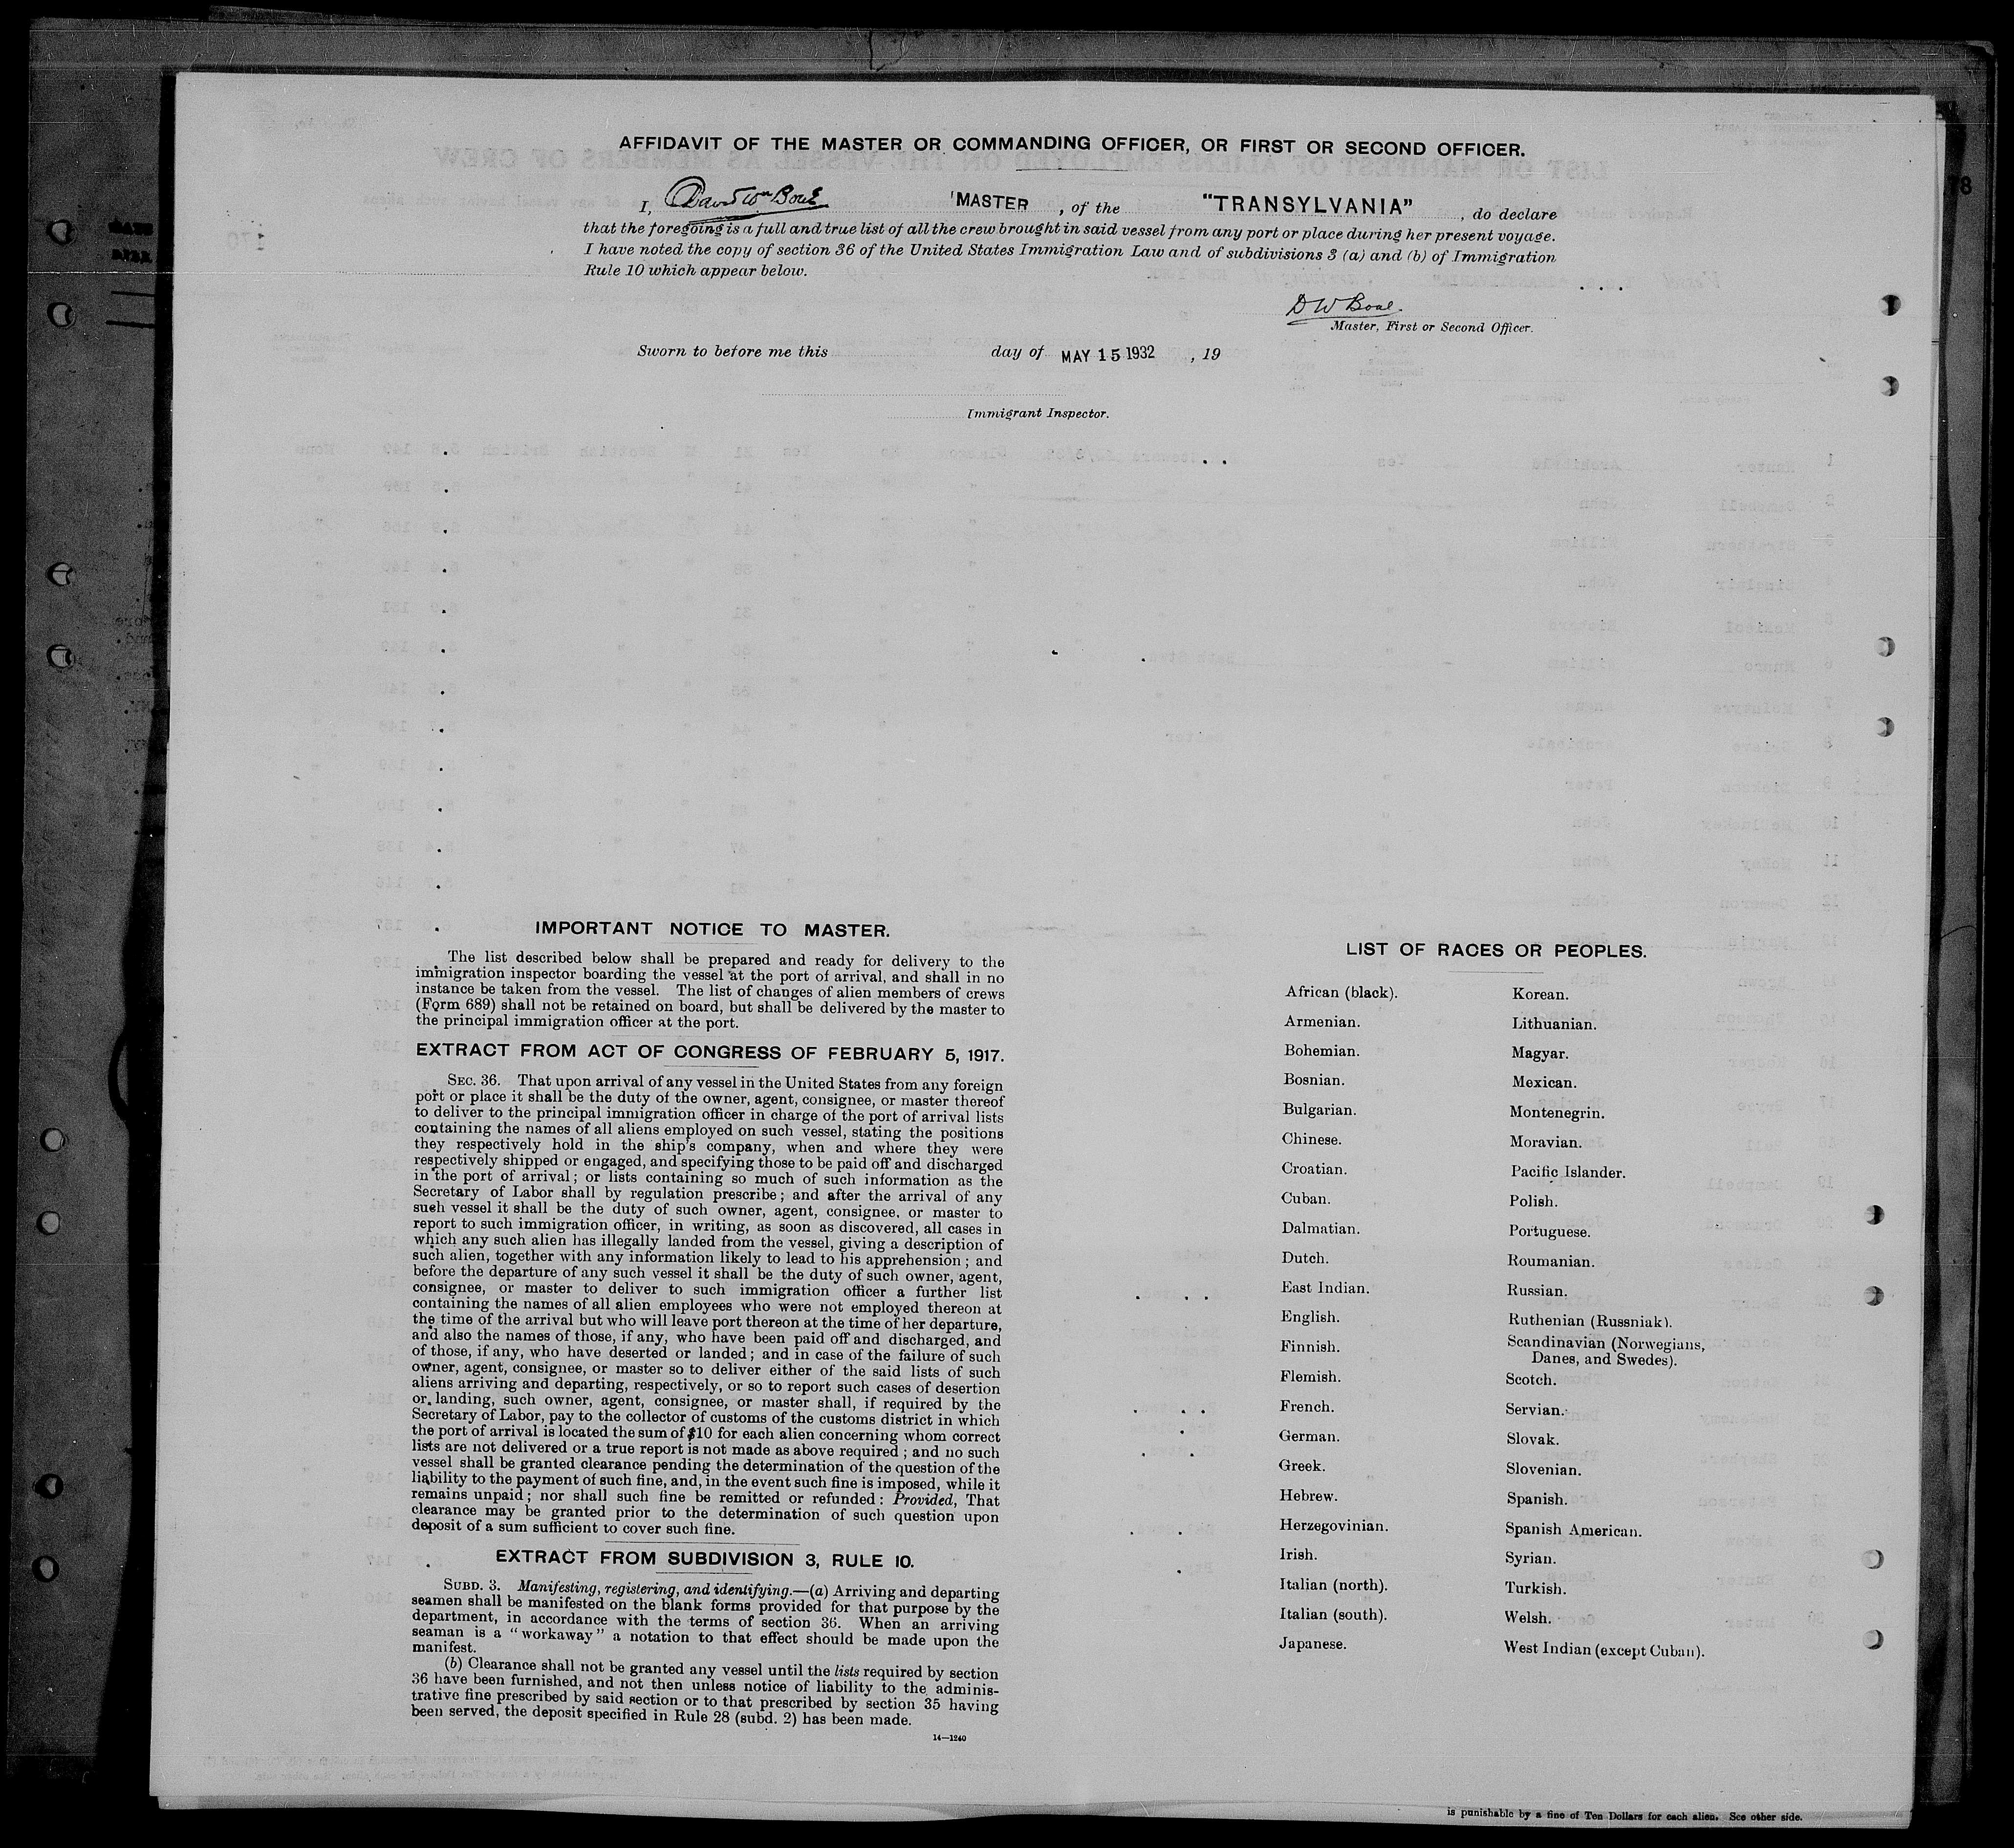 AFFIDAVIT OF THE MASTER OR COMMANDING OFFICER, OR FIRST OR SECOND OFFICER.
I, David Wm Bone MASTER, of the "TRANSYLVANIA", do declare
that the foregoing is a full and true list of all the crew brought in said vessel from any port or place during her present voyage.
I have noted the copy of section 36 of the United States Immigration Law and of subdivisions 3 (a) and (b) of Immigration
Rule 10 which appear below.
D W Bone.
Master, First or Second Officer.
Sworn to before me this day of MAY 15 1932, 19
Immigrant Inspector.
IMPORTANT NOTICE TO MASTER.
The list described below shall be prepared and ready for delivery to the
immigration inspector boarding the vessel at the port of arrival, and shall in no
instance be taken from the vessel. The list of changes of alien members of crews
(Form 689) shall not be retained on board, but shall be delivered by the master to
the principal immigration officer at the port.
EXTRACT FROM ACT OF CONGRESS OF FEBRUARY 5, 1917.
SEC. 36. That upon arrival of any vessel in the United States from any foreign
port or place it shall be the duty of the owner, agent, consignee, or master thereof
to deliver to the principal immigration officer in charge of the port of arrival lists
containing the names of all aliens employed on such vessel, stating the positions
they respectively hold in the ship's company, when and where they were
respectively shipped or engaged, and specifying those to be paid off and discharged
in the port of arrival; or lists containing so much of such information as the
Secretary of Labor shall by regulation prescribe; and after the arrival of any
such vessel it shall be the duty of such owner, agent, consignee, or master to
report to such immigration officer, in writing, as soon as discovered, all cases in
which any such alien has illegally landed from the vessel, giving a description of
such alien, together with any information likely to lead to his apprehension; and
before the departure of any such vessel it shall be the duty of such owner, agent,
consignee, or master to deliver to such immigration officer a further list
containing the names of all alien employees who were not employed thereon at
the time of the arrival but who will leave port thereon at the time of her departure,
and also the names of those, if any, who have been paid off and discharged, and
of those, if any, who have deserted or landed; and in case of the failure of such
owner, agent, consignee, or master so to deliver either of the said lists of such
aliens arriving and departing, respectively, or so to report such cases of desertion
or landing, such owner, agent, consignee, or master shall, if required by the
Secretary of Labor, pay to the collector of customs of the customs district in which
the port of arrival is located the sum of $10 for each alien concerning whom correct
lists are not delivered or a true report is not made as above required; and no such
vessel shall be granted clearance pending the determination of the question of the
liability to the payment of such fine, and, in the event such fine is imposed, while it
remains unpaid; nor shall such fine be remitted or refunded: Provided, That
clearance may be granted prior to the determination of such question upon
deposit of a sum sufficient to cover such fine.
EXTRACT FROM SUBDIVISION 3, RULE 10.
SUBD. 3. Manifesting, registering, and identifying.—(a) Arriving and departing
seamen shall be manifested on the blank forms provided for that purpose by the
department, in accordance with the terms of section 36. When an arriving
seaman is a "workaway" a notation to that effect should be made upon the
manifest.
(b) Clearance shall not be granted any vessel until the lists required by section
36 have been furnished, and not then unless notice of liability to the adminis-
trative fine prescribed by said section or to that prescribed by section 35 having
been served, the deposit specified in Rule 28 (subd. 2) has been made.
14—1240
LIST OF RACES OR PEOPLES.
African (black).
Armenian.
Bohemian.
Bosnian.
Bulgarian.
Chinese.
Croatian.
Cuban.
Dalmatian.
Dutch.
East Indian.
English.
Finnish.
Flemish.
French.
German.
Greek.
Hebrew.
Herzegovinian.
Irish.
Italian (north).
Italian (south).
Japanese.
Korean.
Lithuanian.
Magyar.
Mexican.
Montenegrin.
Moravian.
Pacific Islander.
Polish.
Portuguese.
Roumanian.
Russian.
Ruthenian (Russniak).
Scandinavian (Norwegians,
Danes, and Swedes).
Scotch.
Servian.
Slovak.
Slovenian.
Spanish.
Spanish American.
Syrian.
Turkish.
Welsh.
West Indian (except Cuban).
is punishable by a fine of Ten Dollars for each alien. See other side.